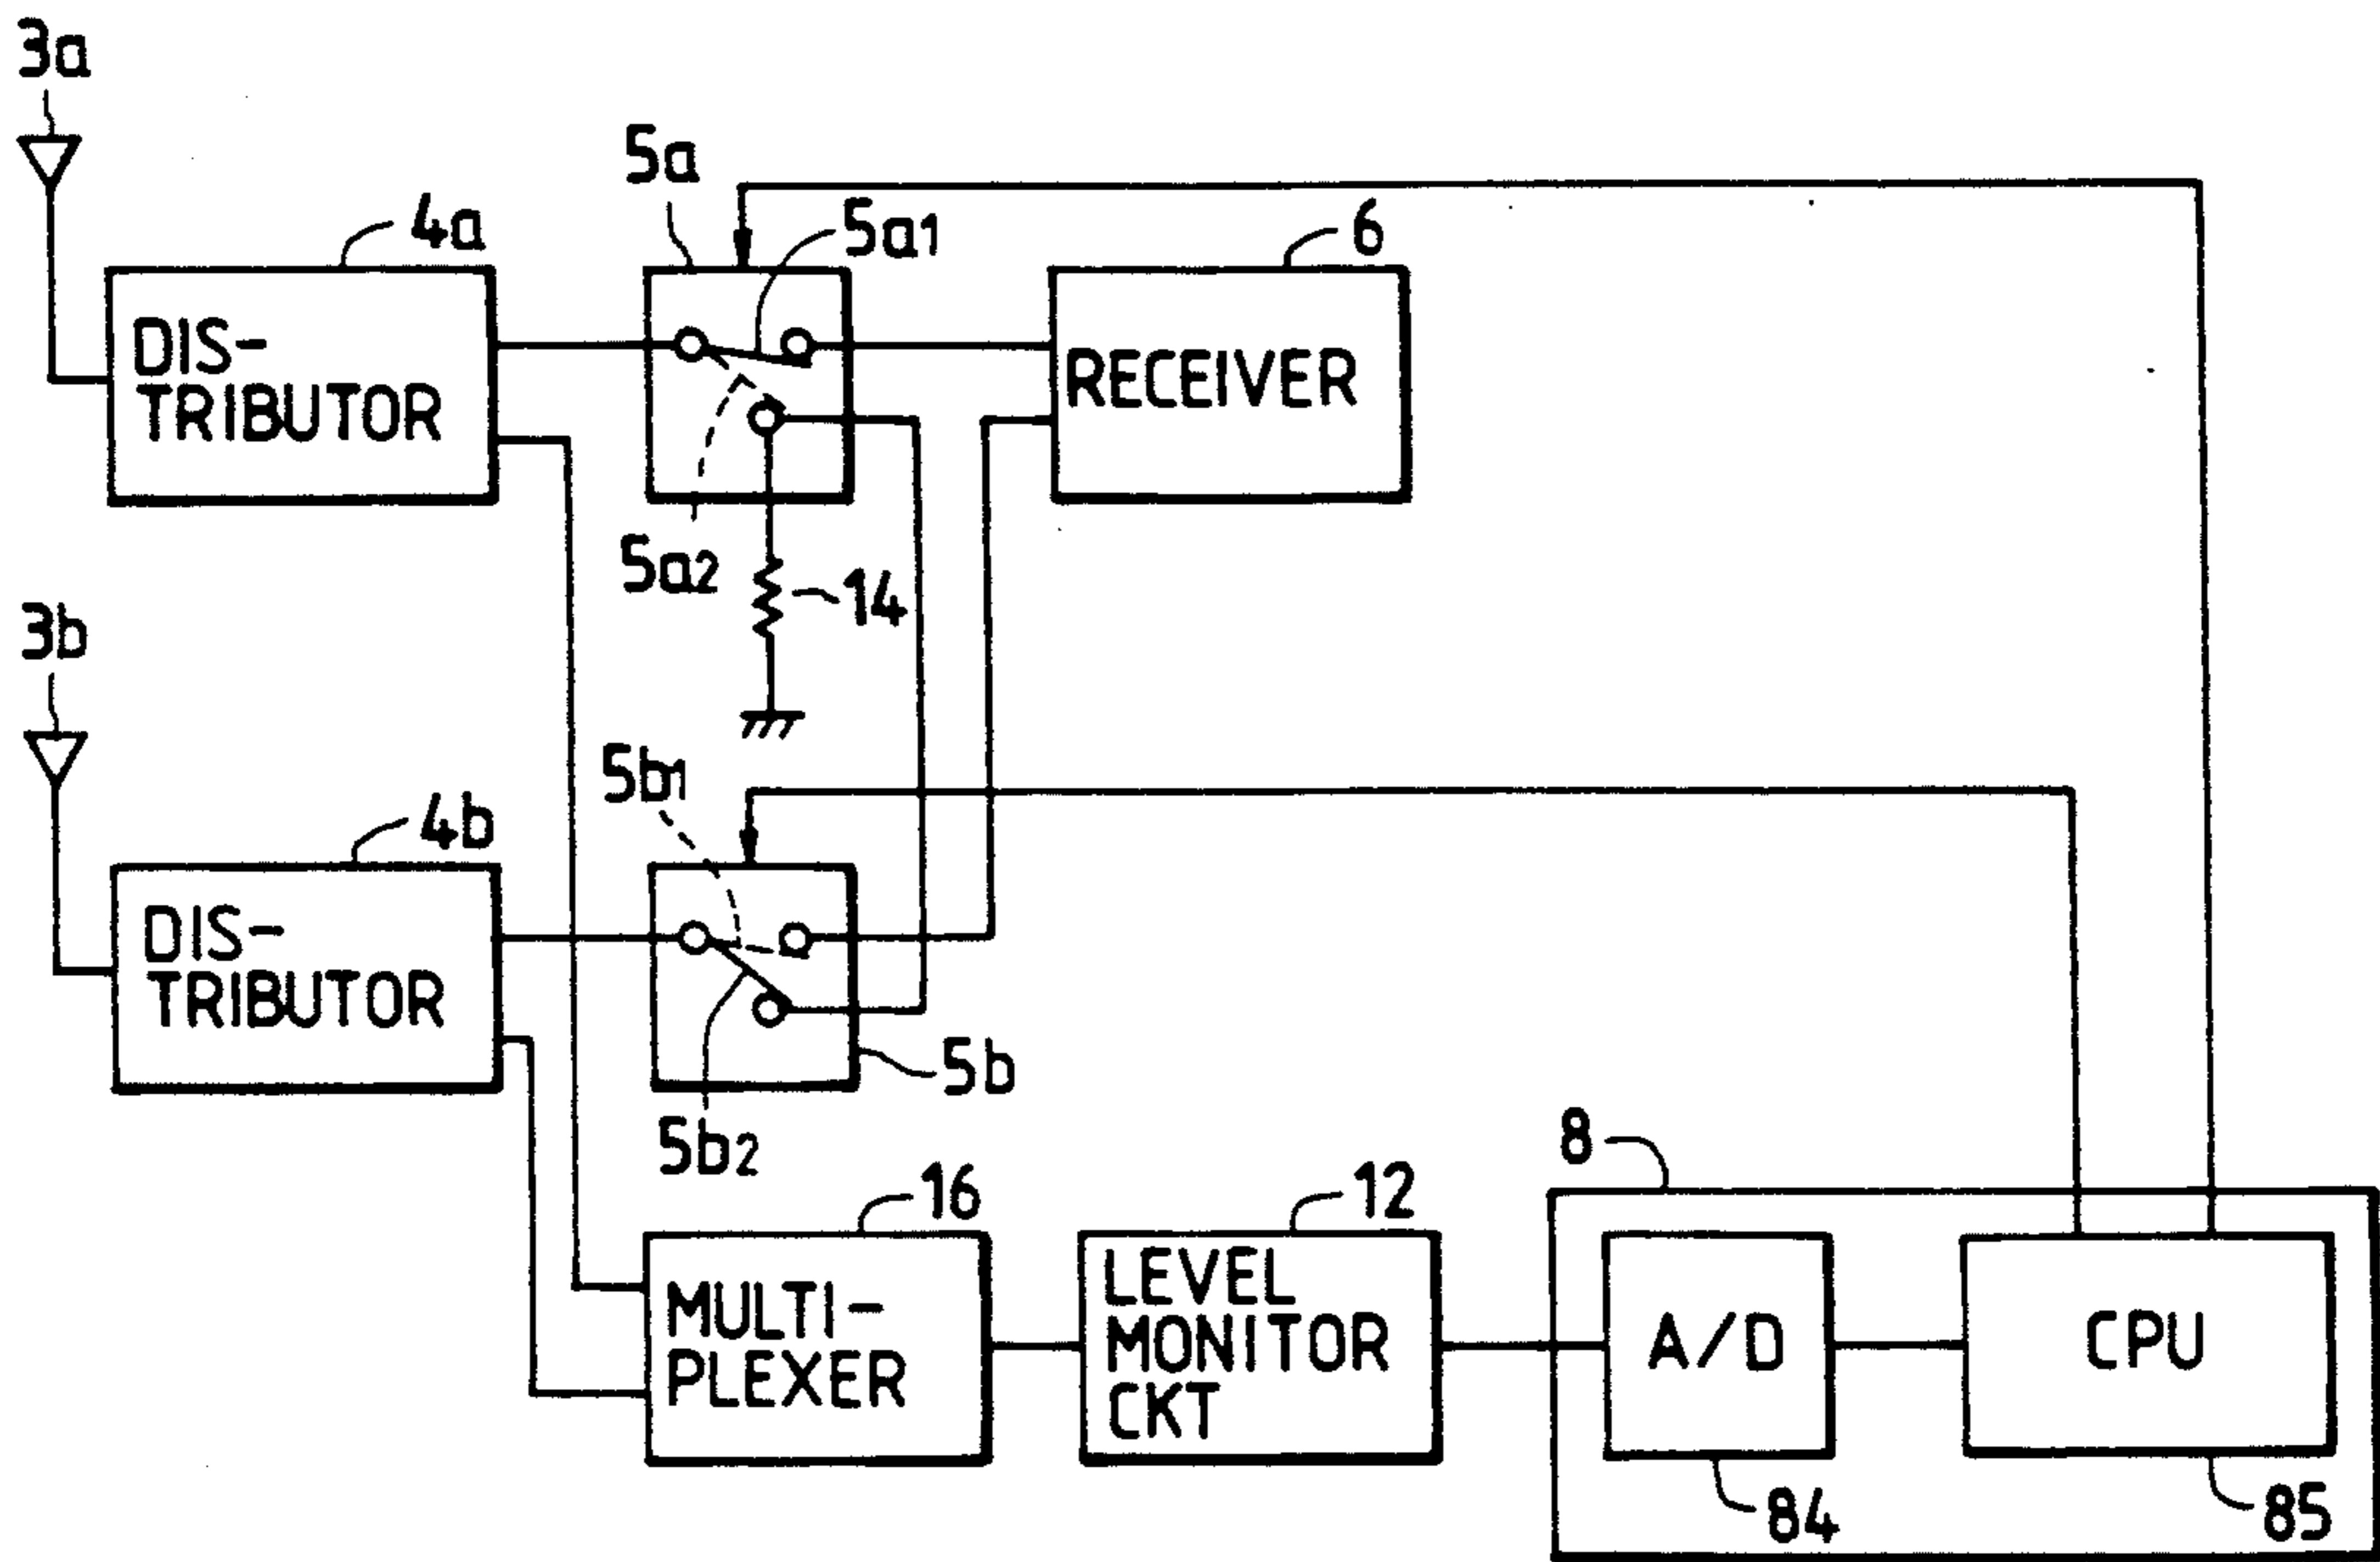 3a
5a
4a
5a1
6
DIS-
TRIBUTOR
RECEIVER
5a2
14
3b
5b1
4b
DIS-
TRIBUTOR
5b
5b2
8
16
12
MULTI-
PLEXER
LEVEL
MONITOR
CKT
A/D
CPU
84
85